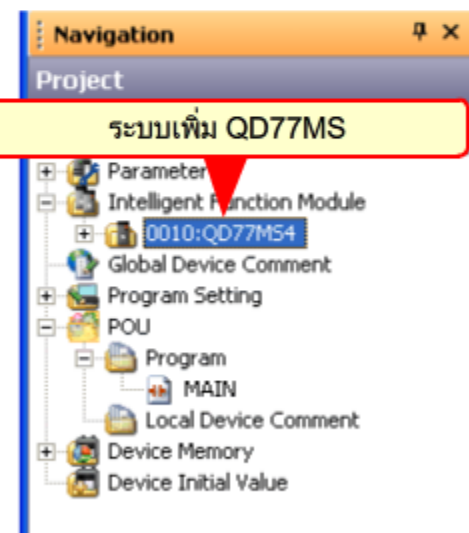 Navigation
Project
ระบบเพิ่ม QD77MS
Parameter
Intelligent Function Module
0010:QD77MS4
Global Device Comment
Program Setting
POU
Program
MAIN
Local Device Comment
Device Memory
Device Initial Value